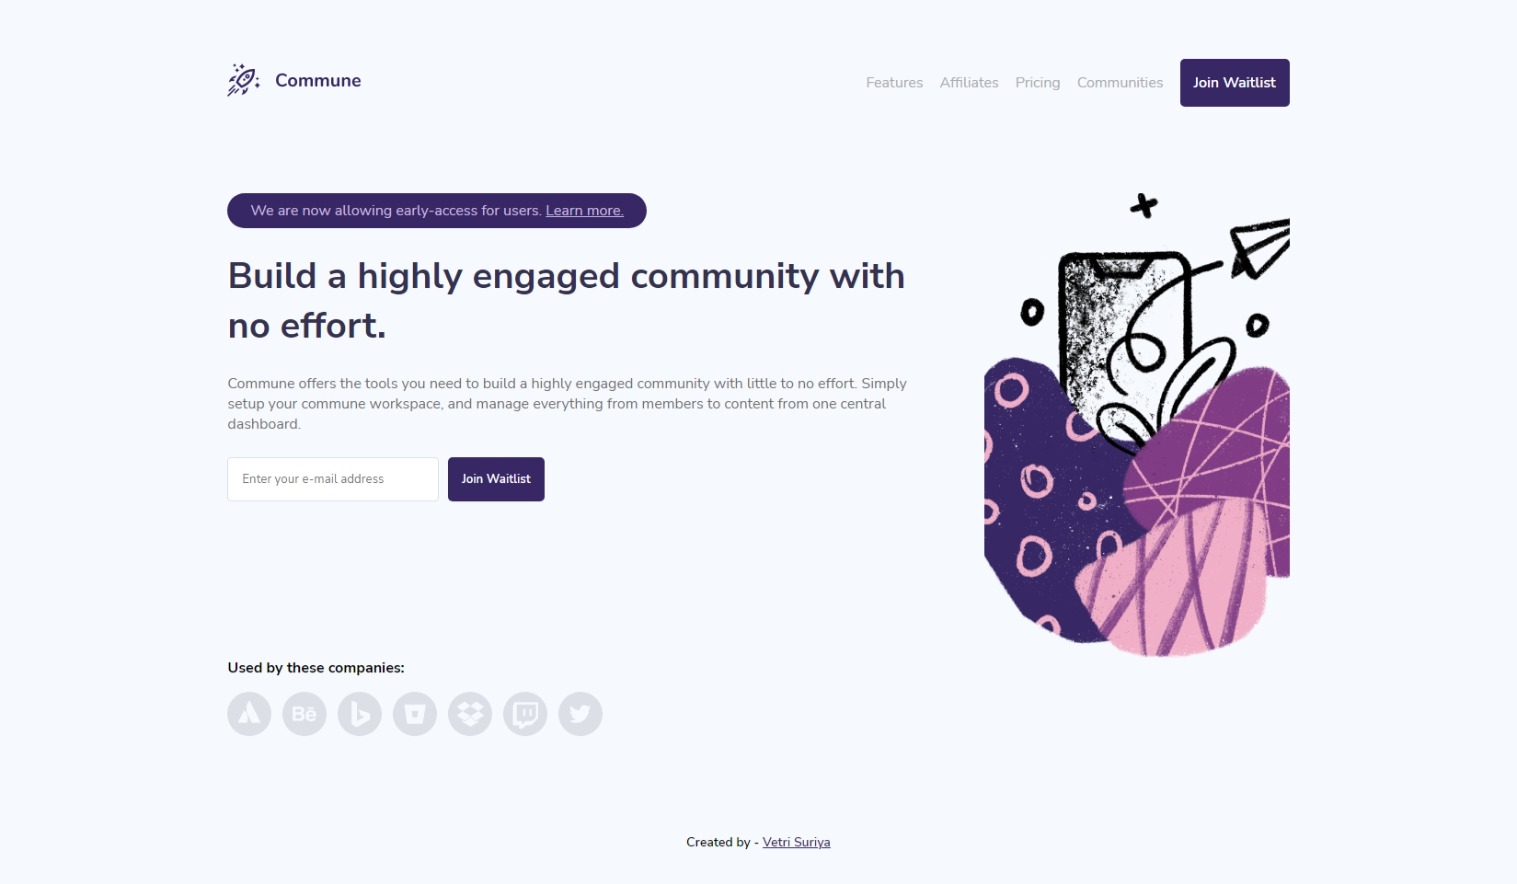 Commune
Features
Affiliates
Pricing
Communities
Join Waitlist
We are now allowing early-access for users. Learn more.
Build a highly engaged community with
no effort.
Commune offers the tools you need to build a highly engaged community with little to no effort. Simply
setup your commune workspace, and manage everything from members to content from one central
dashboard.
Enter your e-mail address
Join Waitlist
Used by these companies:
Bē
Created by - Vetri Suriya